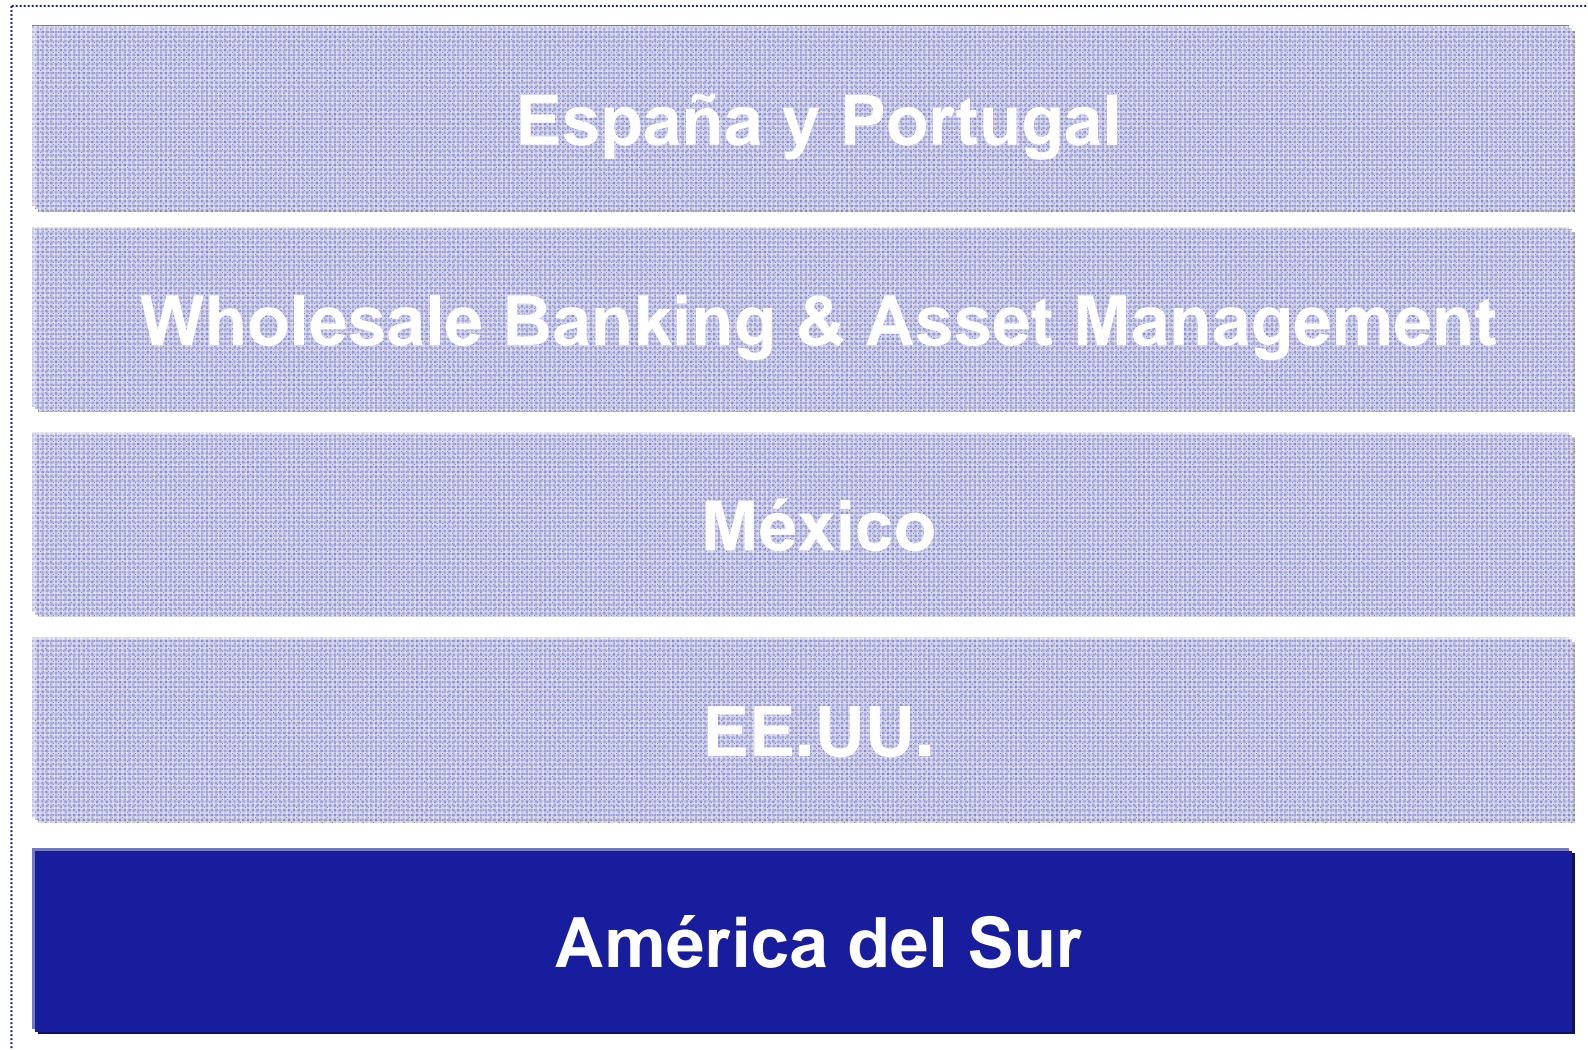 España y Portugal
Wholesale Banking & Asset Management
México
EE.UU.
América del Sur